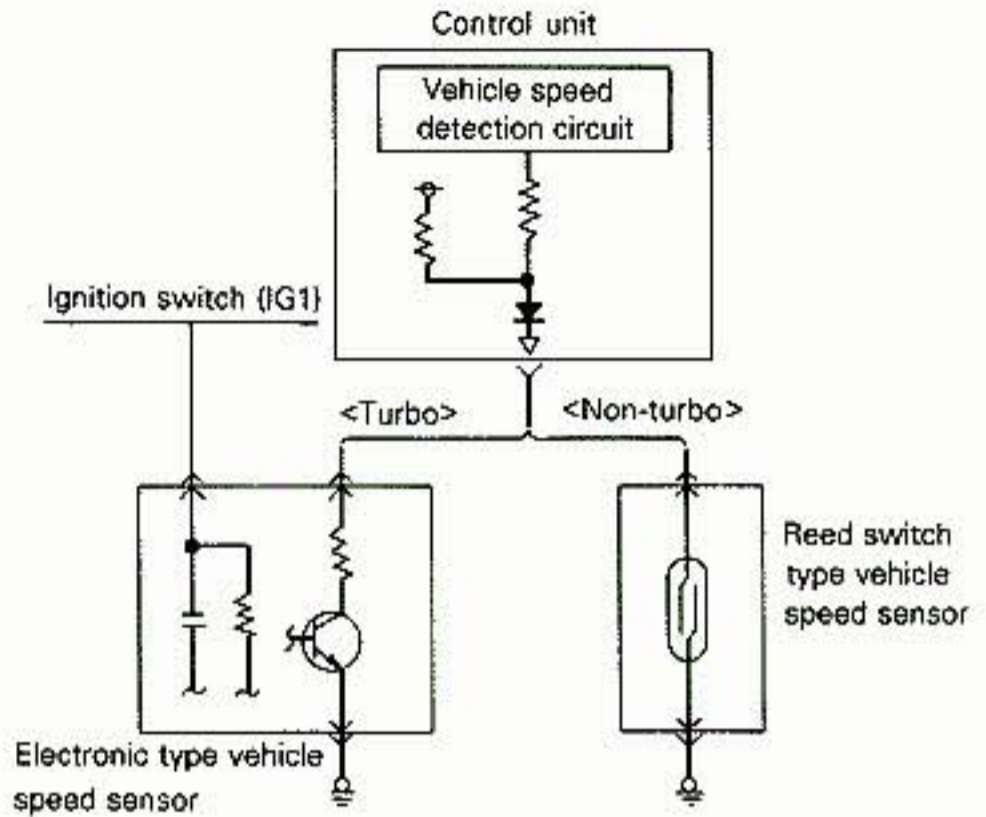 Control unit
Vehicle speed
detection circuit
Ignition switch (IG1)
<Turbo>
<Non-turbo>
Reed switch
type vehicle
speed sensor
Electronic type vehicle
speed sensor